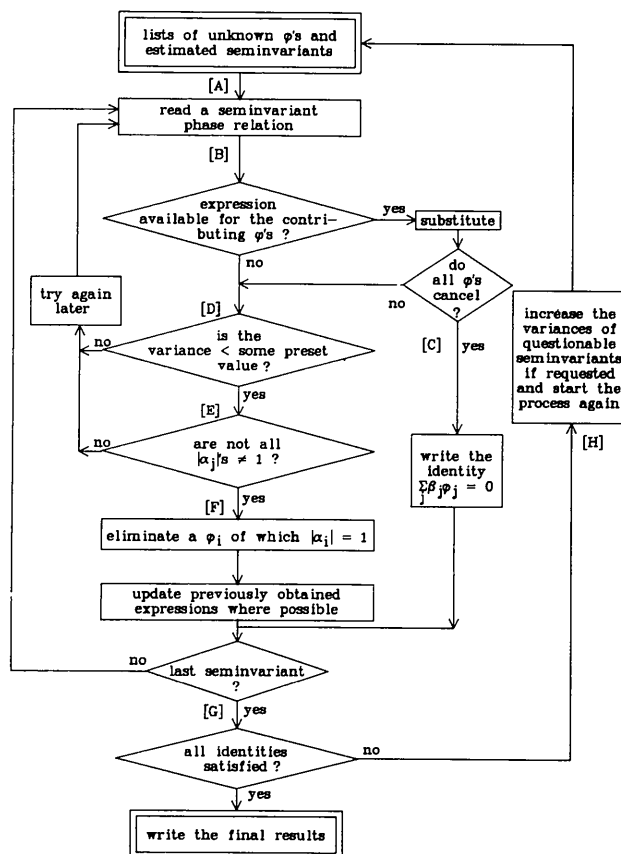 lists of unknown φ's and
estimated seminvariants
[A]
read a seminvariant
phase relation
[B]
expression
available for the contri-
buting φ's ?
yes
substitute
no
do
all φ's
cancel
?
no
yes
[C]
try again
later
[D]
is the
variance < some preset
value ?
no
yes
increase the
variances of
questionable
seminvariants
if requested
and start the
process again
[H]
[E]
are not all
|αj|'s ≠ 1 ?
no
yes
write the
identity
Σβjφj = 0
j
[F]
eliminate a φi of which |αi| = 1
update previously obtained
expressions where possible
no
last seminvariant
?
[G]
yes
all identities
satisfied ?
no
yes
write the final results